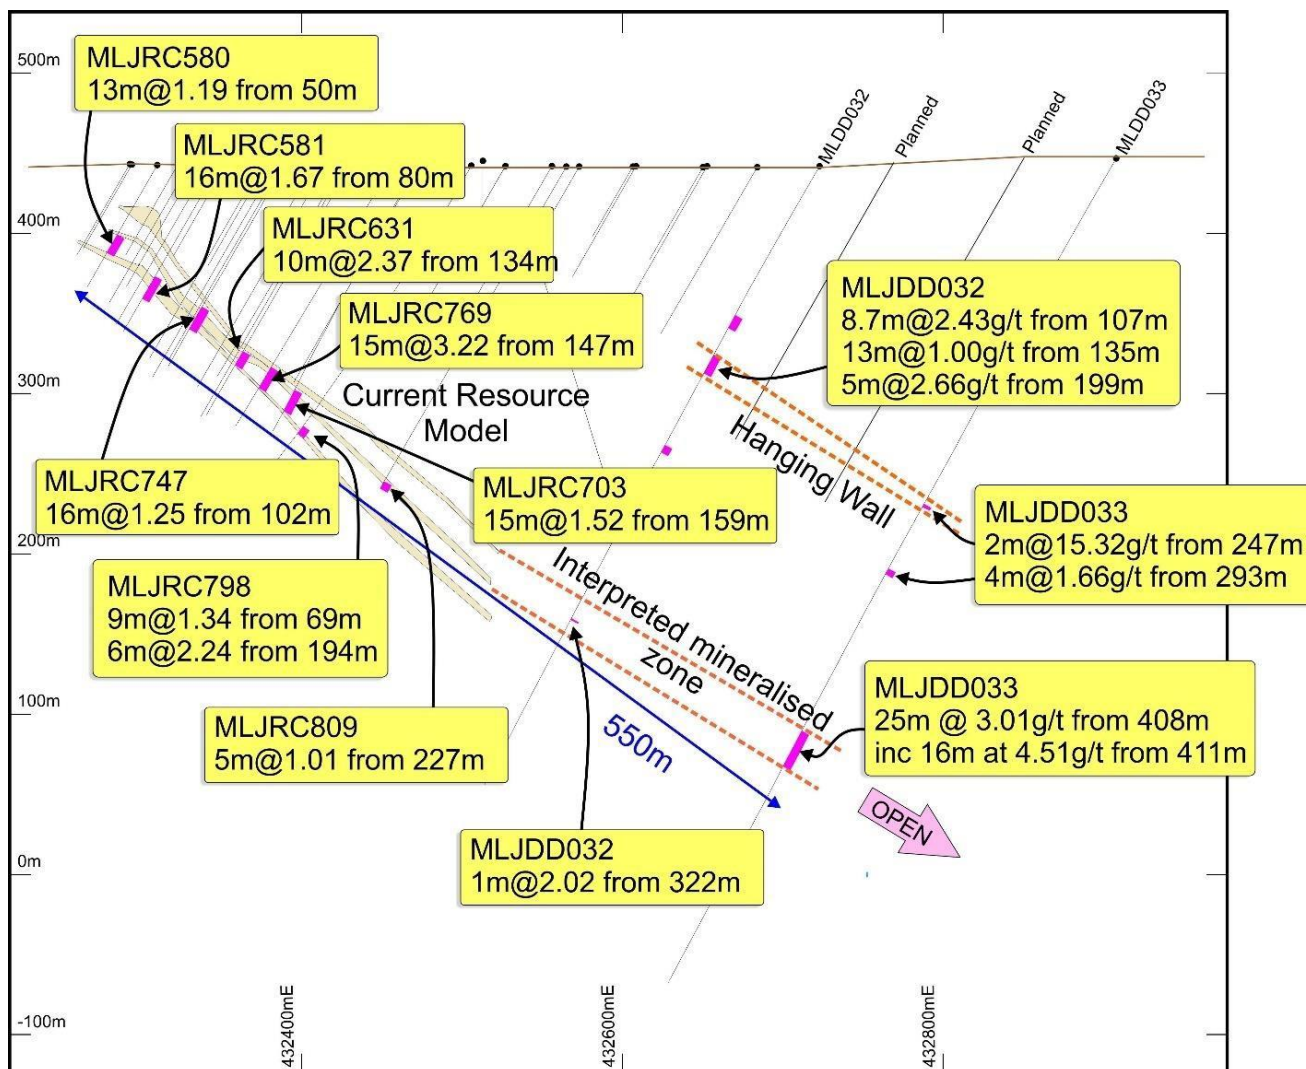 500m
MLJRC580
13m@1.19 from 50m
MLJRC581
16m@1.67 from 80m
MLDD032
Planned
Planned
MLDD033
400m
MLJRC631
10m@2.37 from 134m
MLJRC769
15m@3.22 from 147m
MLJDD032
8.7m@2.43g/t from 107m
13m@1.00g/t from 135m
5m@2.66g/t from 199m
300m
Current Resource
Model
Hanging Wall
MLJRC747
16m@1.25 from 102m
MLJRC703
15m@1.52 from 159m
MLJDD033
2m@15.32g/t from 247m
4m@1.66g/t from 293m
200m
MLJRC798
9m@1.34 from 69m
6m@2.24 from 194m
Interpreted mineralised
zone
100m
MLJRC809
5m@1.01 from 227m
550m
MLJDD033
25m @ 3.01g/t from 408m
inc 16m at 4.51g/t from 411m
OPEN
0m
MLJDD032
1m@2.02 from 322m
-100m
432400mE
432600mE
432800mE